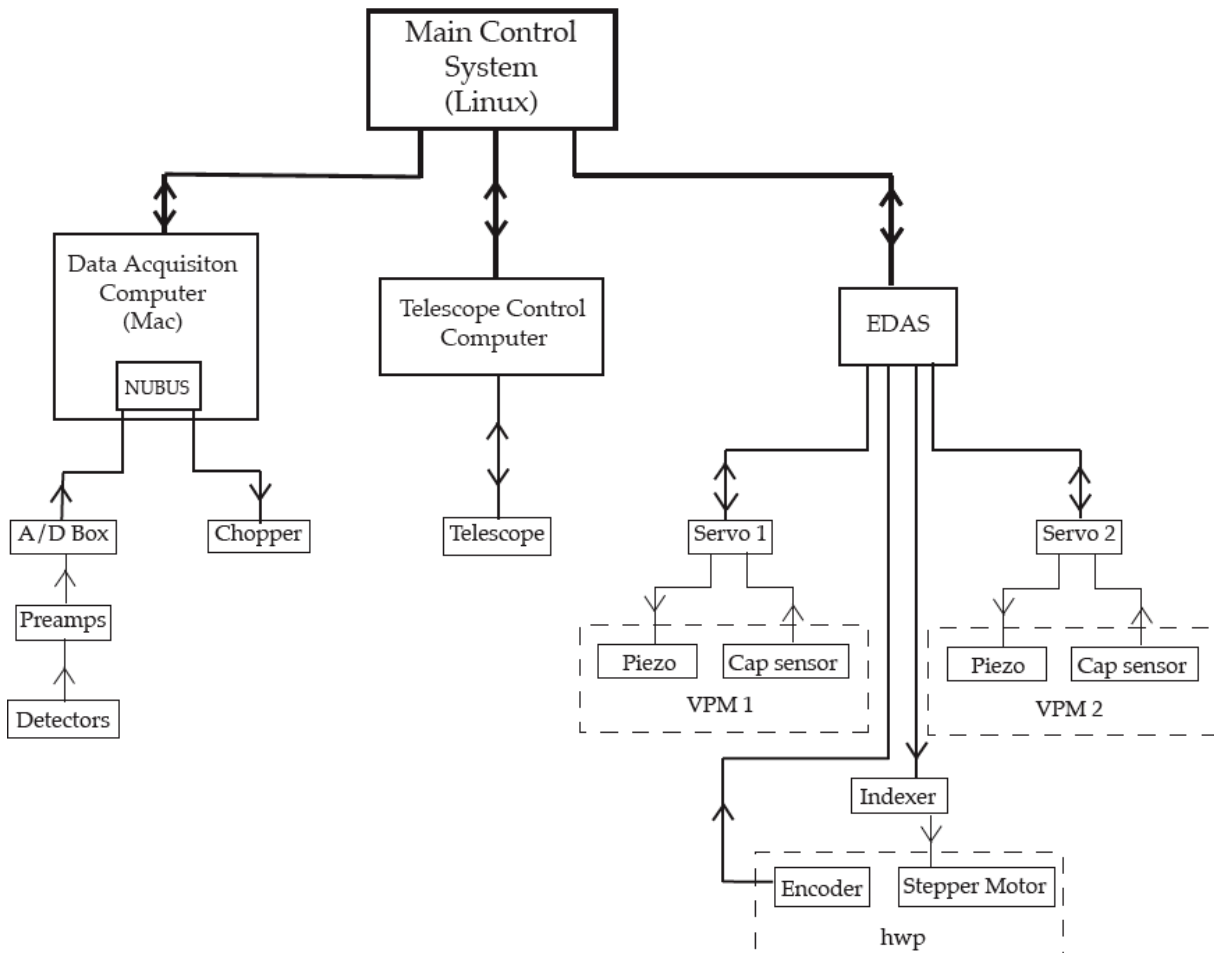 Main Control
System
(Linux)
Data Acquisiton
Computer
(Mac)
NUBUS
Telescope Control
Computer
EDAS
A/D Box
Chopper
Telescope
Servo 1
Servo 2
Preamps
Piezo
Cap sensor
VPM 1
Piezo
Cap sensor
VPM 2
Detectors
Indexer
Encoder
Stepper Motor
hwp